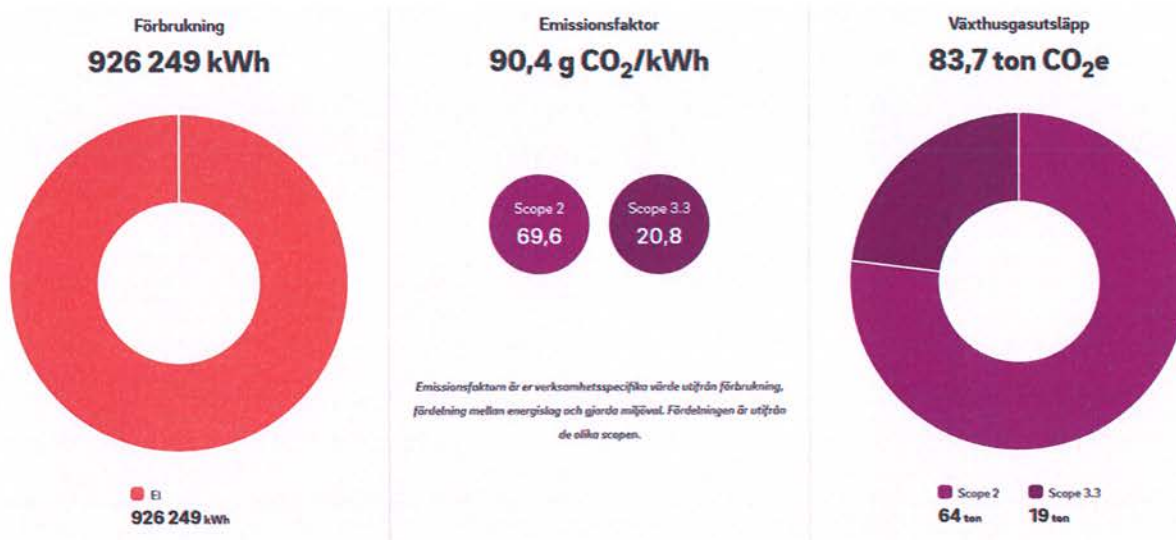 Förbrukning
926 249 kWh
El
926 249 kWh
Emissionsfaktor
90,4 g CO₂/kWh
Scope 2
69,6
Scope 3.3
20,8
Emissionsfaktorn är er verksamhetsspecifika värde utifrån förbrukning,
fördelning mellan energislag och gjorda miljöval. Fördelningen är utifrån
de olika scopen.
Växthusgasutsläpp
83,7 ton CO₂e
Scope 2
64 ton
Scope 3.3
19 ton